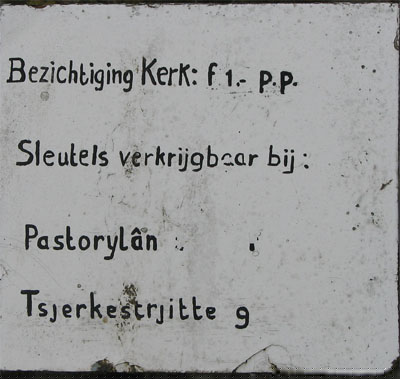 Bezichtiging Kerk: f 1.- p.p.
Sleutels verkrijgbaar bij:
Pastorylân
Tsjerkestrjitte 9